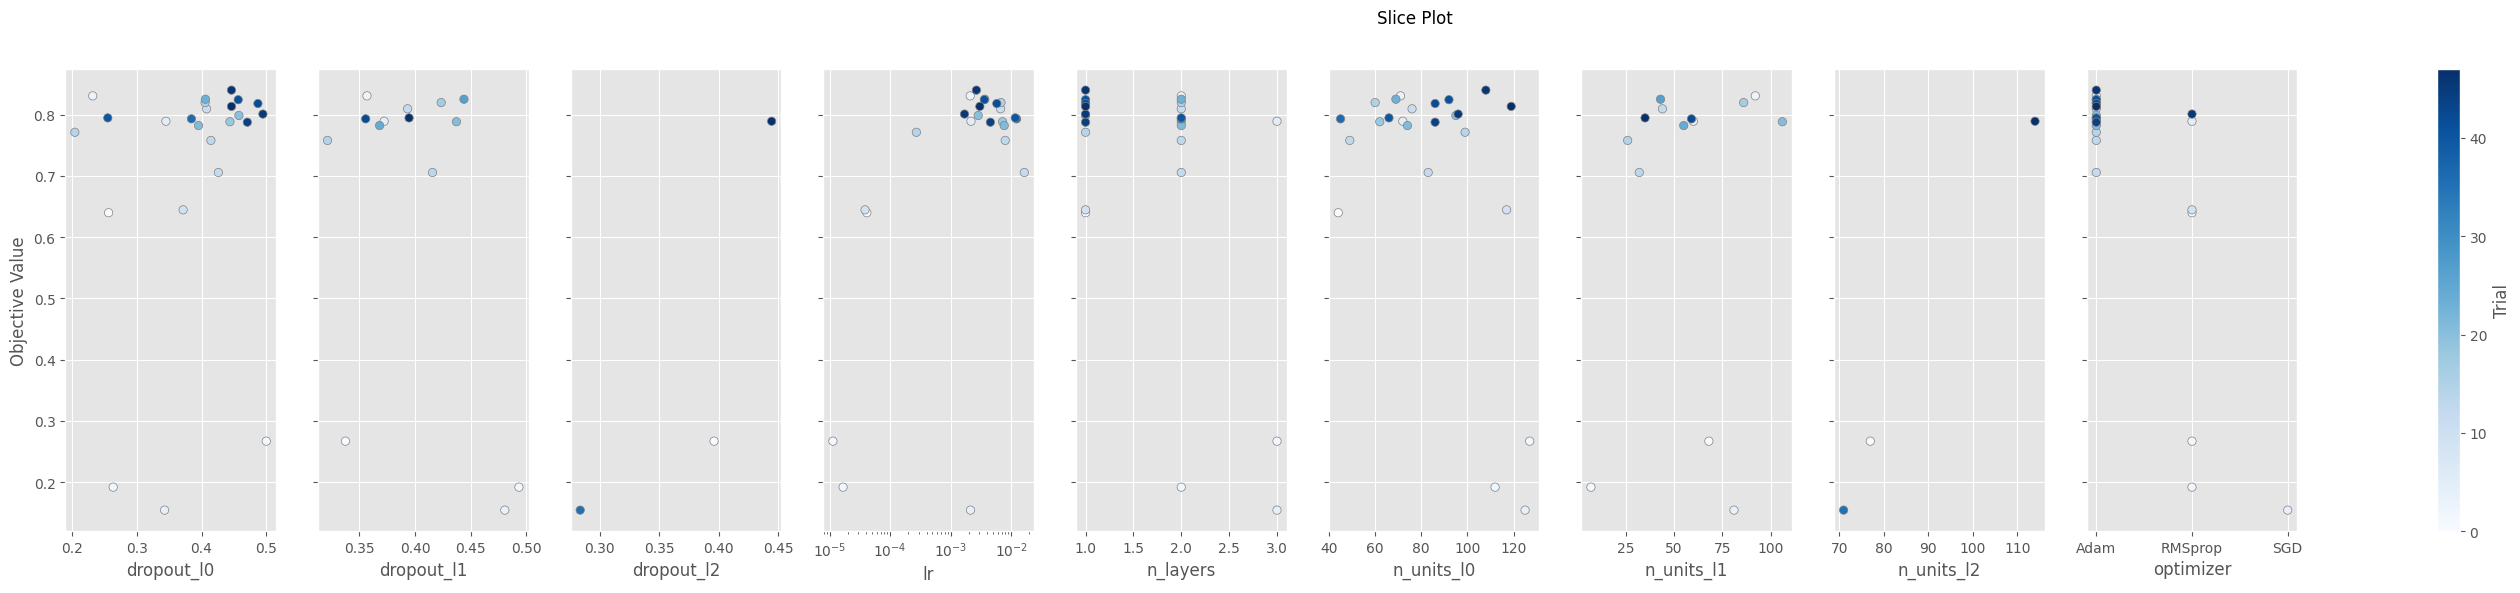 Slice Plot
Objective Value
0.8
0.7
0.6
0.5
0.4
0.3
0.2
0.2 0.3 0.4 0.5
dropout_l0
0.35 0.40 0.45 0.50
dropout_l1
0.30 0.35 0.40 0.45
dropout_l2
10⁻⁵ 10⁻⁴ 10⁻³ 10⁻²
lr
1.0 1.5 2.0 2.5 3.0
n_layers
40 60 80 100 120
n_units_l0
25 50 75 100
n_units_l1
70 80 90 100 110
n_units_l2
Adam RMSprop SGD
optimizer
40
30
20
10
0
Trial